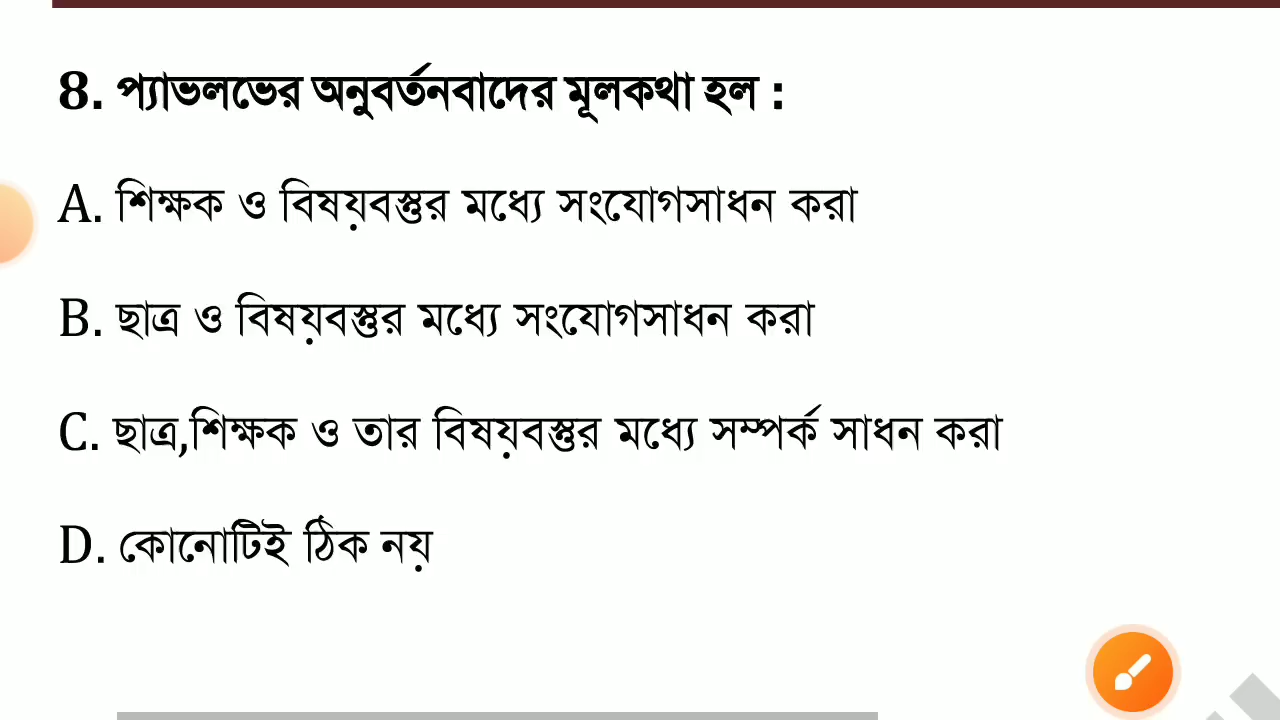 8. প্যাভলভের অনুবর্তনবাদের মূলকথা হল :
A. শিক্ষক ও বিষয়বস্তুর মধ্যে সংযোগসাধন করা
B. ছাত্র ও বিষয়বস্তুর মধ্যে সংযোগসাধন করা
C. ছাত্র,শিক্ষক ও তার বিষয়বস্তুর মধ্যে সম্পর্ক সাধন করা
D. কোনোটিই ঠিক নয়